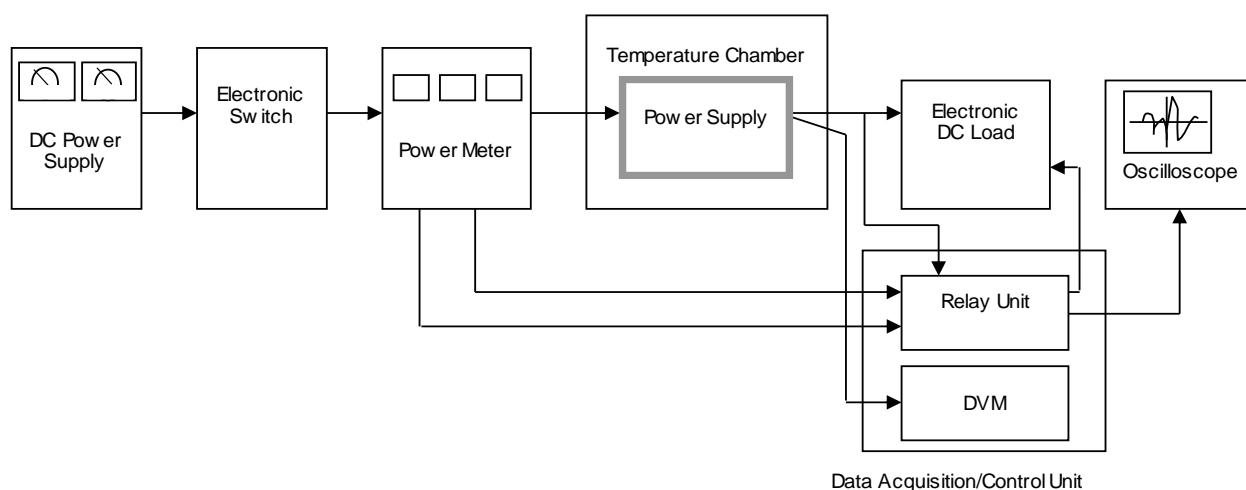 DC Power
Supply
Electronic
Switch
Power Meter
Temperature Chamber
Power Supply
Electronic
DC Load
Oscilloscope
Relay Unit
DVM
Data Acquisition/Control Unit